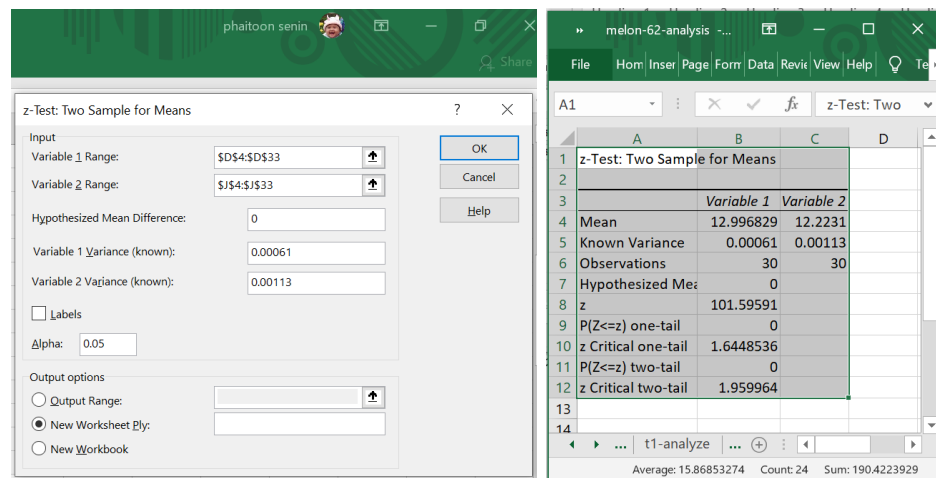 phaitoon senin
Share
z-Test: Two Sample for Means
?
Input
Variable 1 Range:
$D$4:$D$33
Variable 2 Range:
$J$4:$J$33
Hypothesized Mean Difference:
0
Variable 1 Variance (known):
0.00061
Variable 2 Variance (known):
0.00113
Labels
Alpha:
0.05
OK
Cancel
Help
Output options
Output Range:
New Worksheet Ply:
New Workbook
melon-62-analysis -...
File Hom Inser Page Form Data Revie View Help Te
A1 fx z-Test: Two
A B C D
1 z-Test: Two Sample for Means
2
3 Variable 1 Variable 2
4 Mean 12.996829 12.2231
5 Known Variance 0.00061 0.00113
6 Observations 30 30
7 Hypothesized Mea 0
8 z 101.59591
9 P(Z<=z) one-tail 0
10 z Critical one-tail 1.6448536
11 P(Z<=z) two-tail 0
12 z Critical two-tail 1.959964
13
14
... t1-analyze ...
Average: 15.86853274 Count: 24 Sum: 190.4223929